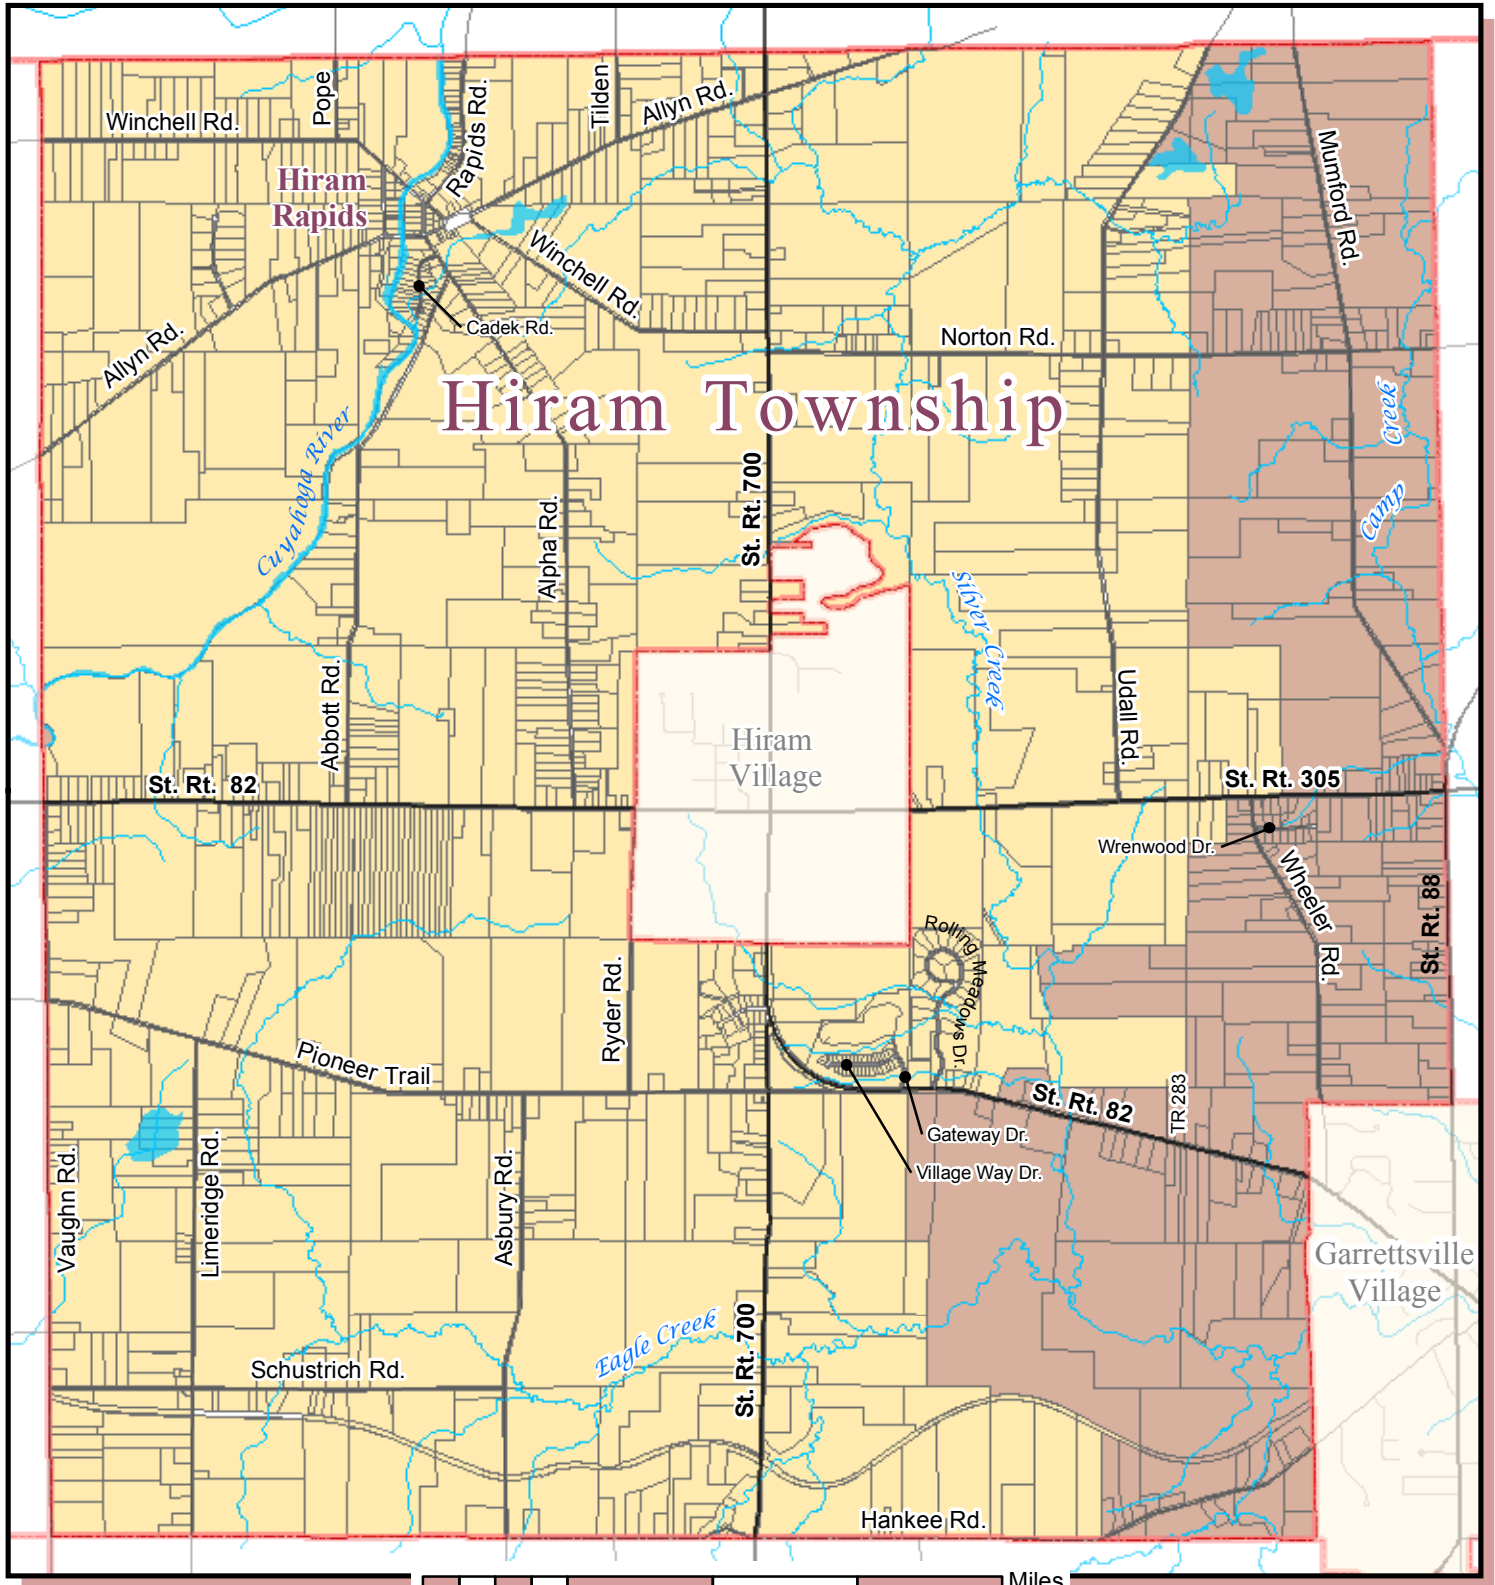 Pope
Rapids Rd.
Tilden
Allyn Rd.
Winchell Rd.
Mumford Rd.
Hiram
Rapids
Winchell Rd.
Cadek Rd.
Allyn Rd.
Norton Rd.
Hiram Township
Creek
Camp
Cuyahoga River
St. Rt. 700
Alpha Rd.
Silver Creek
Abbott Rd.
Udall Rd.
Hiram
Village
St. Rt. 82
St. Rt. 305
Wrenwood Dr.
Wheeler Rd.
St. Rt. 88
Rolling Meadows Dr.
Ryder Rd.
Pioneer Trail
St. Rt. 82
TR 283
Gateway Dr.
Village Way Dr.
Vaughn Rd.
Limeridge Rd.
Asbury Rd.
Garrettsville
Village
Eagle Creek
St. Rt. 700
Schustrich Rd.
Hankee Rd.
Miles